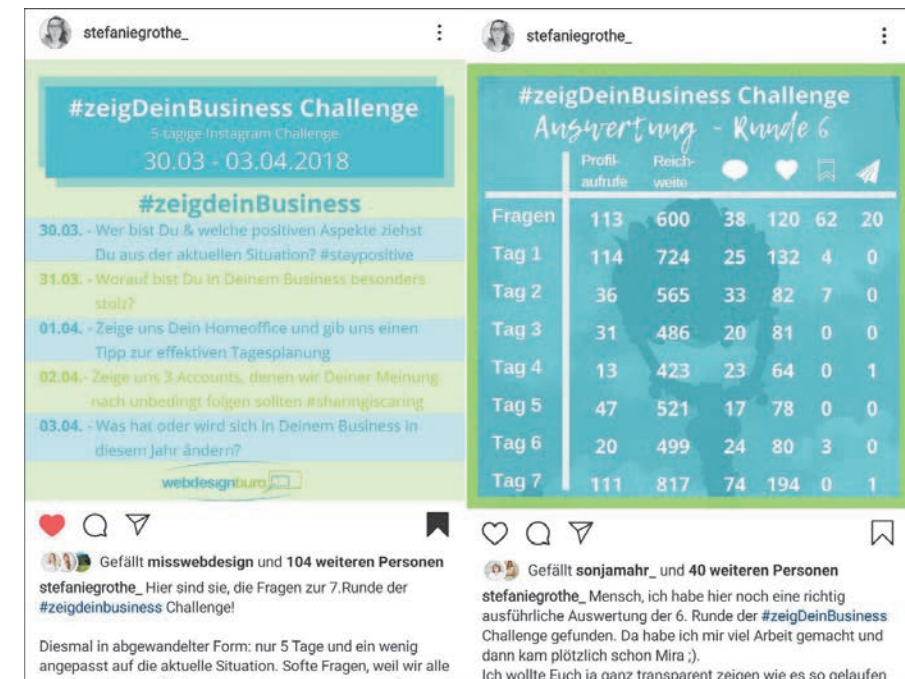 stefaniegrothe_
#zeigDeinBusiness Challenge
5-tägige Instagram Challenge
30.03 - 03.04.2018
#zeigdeinBusiness
30.03. - Wer bist Du & welche positiven Aspekte ziehst
Du aus der aktuellen Situation? #staypositive
31.03. - Worauf bist Du in Deinem Business besonders
stolz?
01.04. - Zeige uns Dein Homeoffice und gib uns einen
Tipp zur effektiven Tagesplanung
02.04.- Zeige uns 3 Accounts, denen wir Deiner Meinung
nach unbedingt folgen sollten #sharingiscaring
03.04. - Was hat oder wird sich in Deinem Business in
diesem Jahr ändern?
webdesignburo
Gefällt misswebdesign und 104 weiteren Personen
stefaniegrothe_ Hier sind sie, die Fragen zur 7.Runde der
#zeigdeinbusiness Challenge!
Diesmal in abgewandelter Form: nur 5 Tage und ein wenig
angepasst auf die aktuelle Situation. Softe Fragen, weil wir alle
stefaniegrothe_
#zeigDeinBusiness Challenge
Auswertung - Runde 6
Profil- Reich-
aufrufe weite
Fragen 113 600 38 120 62 20
Tag 1 114 724 25 132 4 0
Tag 2 36 565 33 82 7 0
Tag 3 31 486 20 81 0 0
Tag 4 13 423 23 64 0 1
Tag 5 47 521 17 78 0 0
Tag 6 20 499 24 80 3 0
Tag 7 111 817 74 194 0 1
Gefällt sonjamahr_ und 40 weiteren Personen
stefaniegrothe_ Mensch, ich habe hier noch eine richtig
ausführliche Auswertung der 6. Runde der #zeigDeinBusiness
Challenge gefunden. Da habe ich mir viel Arbeit gemacht und
dann kam plötzlich schon Mira ;).
Ich wollte Euch ja ganz transparent zeigen wie es so gelaufen